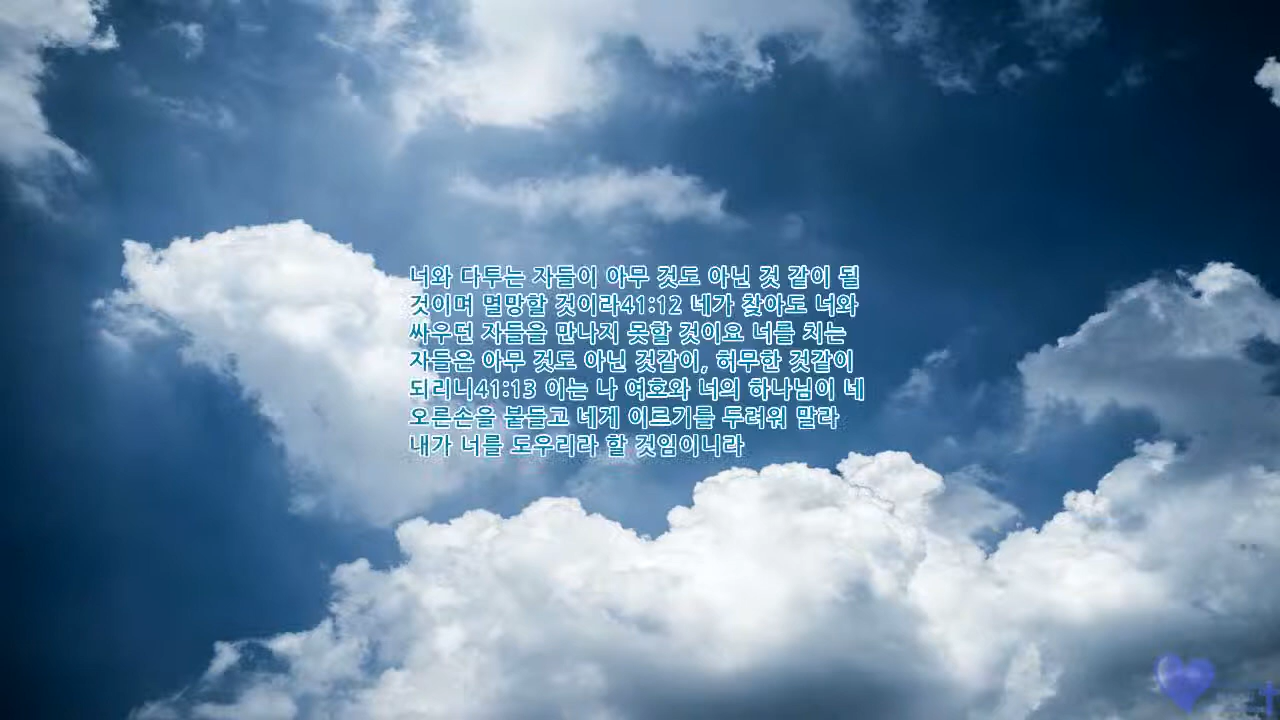 너와 다투는 자들이 아무 것도 아닌 것 같이 될
것이며 멸망할 것이라41:12 네가 찾아도 너와
싸우던 자들을 만나지 못할 것이요 너를 치는
자들은 아무 것도 아닌 것같이, 허무한 것같이
되리니41:13 이는 나 여호와 너의 하나님이 네
오른손을 붙들고 네게 이르기를 두려워 말라
내가 너를 도우리라 할 것임이니라